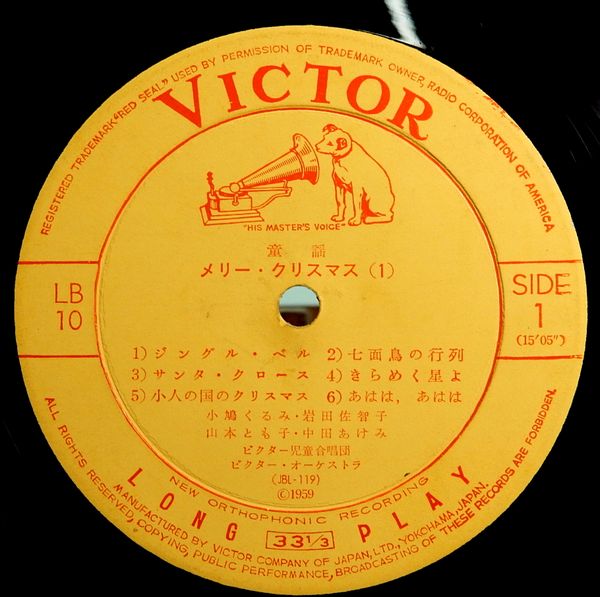 REGISTERED TRADEMARK "RED SEAL" USED BY PERMISSION OF TRADEMARK OWNER, RADIO CORPORATION OF AMERICA
VICTOR
"HIS MASTER'S VOICE"
童謡
メリー・クリスマス(1)
LB
10
SIDE
1
(15'05")
1)ジングル・ベル 2)七面鳥の行列
3)サンタ・クロース 4)きらめく星よ
5)小人の国のクリスマス 6)あはは,あはは
小鳩くるみ・岩田佐智子
山本とも子・中田あけみ
ビクター児童合唱団
ビクター・オーケストラ
(JBL-119)
©1959
NEW ORTHOPHONIC RECORDING
LONG 33 1/3 PLAY
MANUFACTURED BY VICTOR COMPANY OF JAPAN, LTD., YOKOHAMA, JAPAN.
ALL RIGHTS RESERVED, COPYING, PUBLIC PERFORMANCE, BROADCASTING OF THESE RECORDS ARE FORBIDDEN.